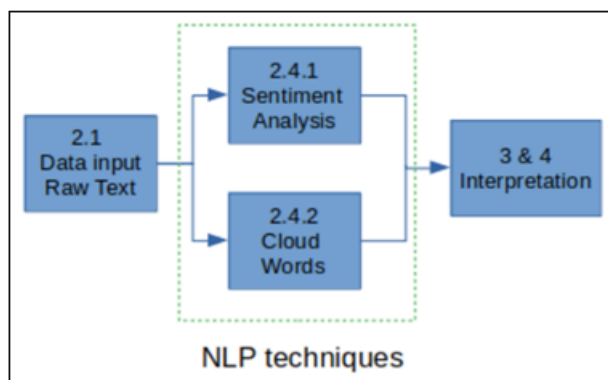 2.1
Data input
Raw Text
2.4.1
Sentiment
Analysis
2.4.2
Cloud
Words
3 & 4
Interpretation
NLP techniques